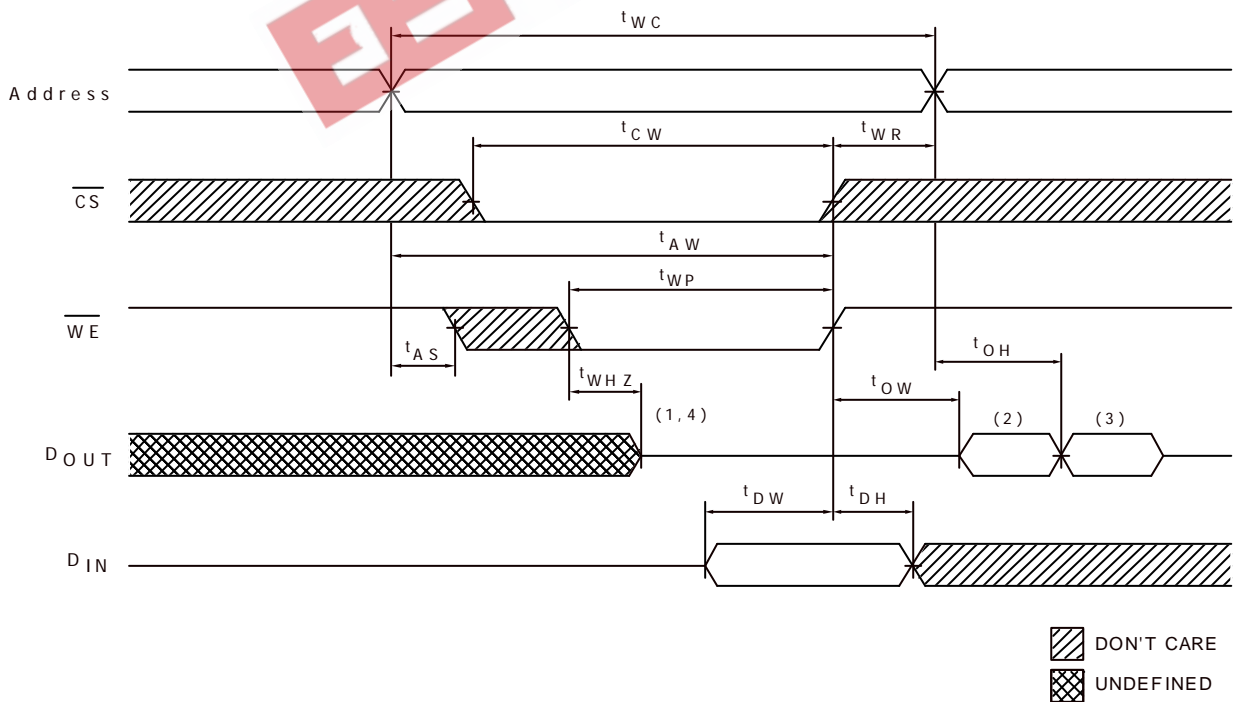 tWC
Address
tCW
tWR
CS
tAW
tWP
WE
tAS
tWHZ
tOH
tOW
(1,4)
(2)
(3)
DOUT
tDW
tDH
DIN
DON'T CARE
UNDEFINED